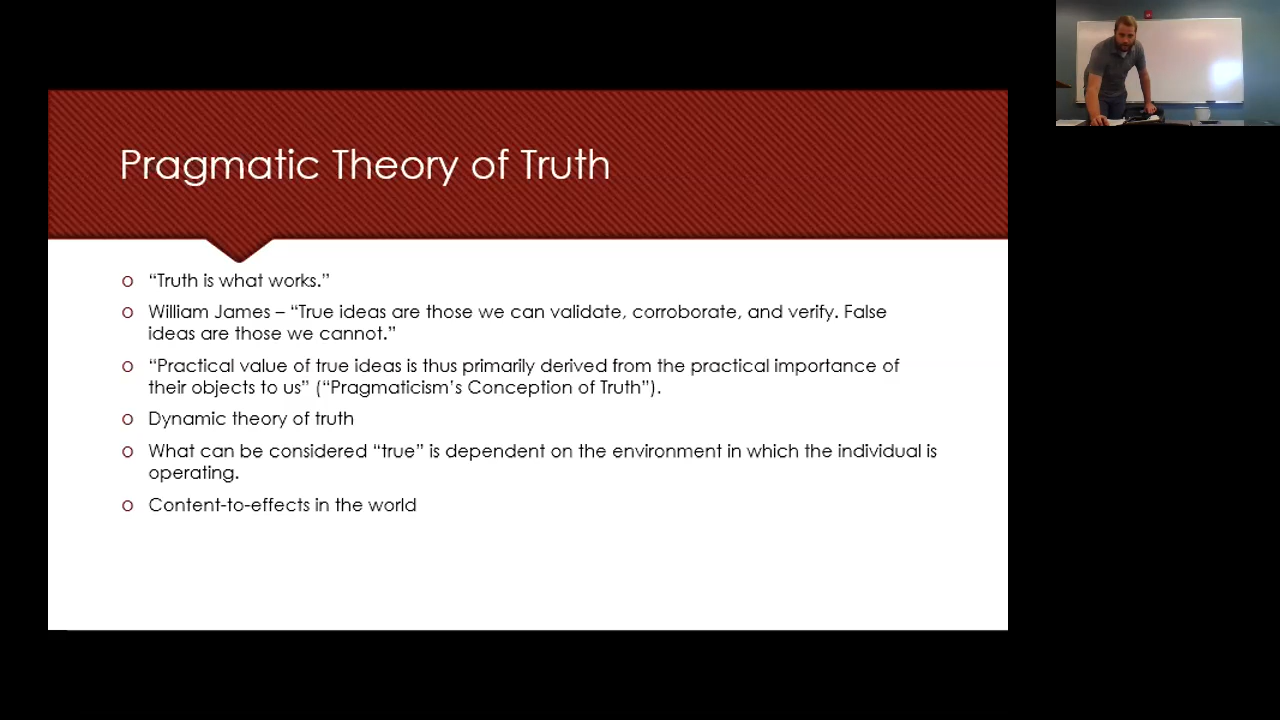 Pragmatic Theory of Truth
“Truth is what works.”
William James – “True ideas are those we can validate, corroborate, and verify. False
ideas are those we cannot.”
“Practical value of true ideas is thus primarily derived from the practical importance of
their objects to us” (“Pragmaticism’s Conception of Truth”).
Dynamic theory of truth
What can be considered “true” is dependent on the environment in which the individual is
operating.
Content-to-effects in the world